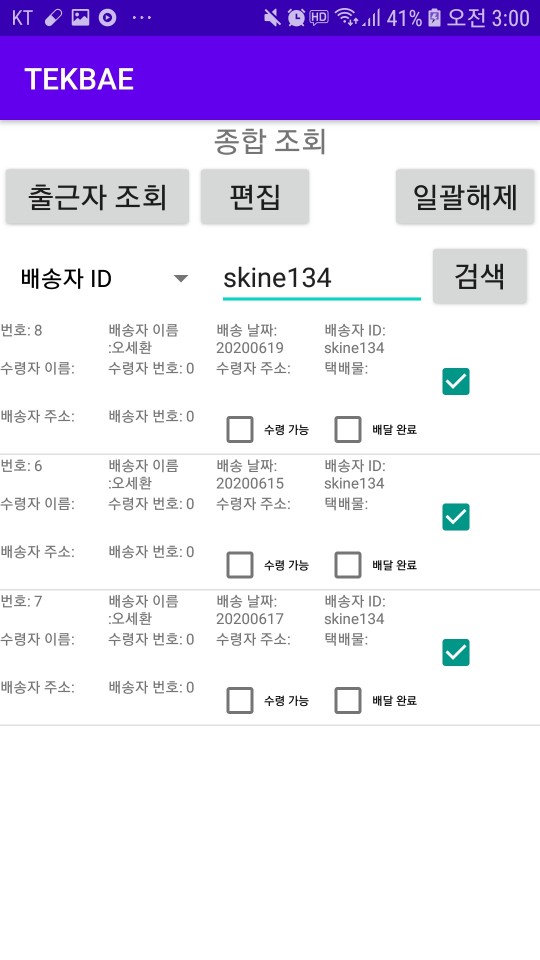 KT HD 41% 오전 3:00
TEKBAE
종합 조회
출근자 조회 편집 일괄해제
배송자 ID skine134 검색
번호: 8 배송자 이름 배송 날짜: 배송자 ID:
:오세환 20200619 skine134
수령자 이름: 수령자 번호: 0 수령자 주소: 택배물:
배송자 주소: 배송자 번호: 0 수령 가능 배달 완료
번호: 6 배송자 이름 배송 날짜: 배송자 ID:
:오세환 20200615 skine134
수령자 이름: 수령자 번호: 0 수령자 주소: 택배물:
배송자 주소: 배송자 번호: 0 수령 가능 배달 완료
번호: 7 배송자 이름 배송 날짜: 배송자 ID:
:오세환 20200617 skine134
수령자 이름: 수령자 번호: 0 수령자 주소: 택배물:
배송자 주소: 배송자 번호: 0 수령 가능 배달 완료